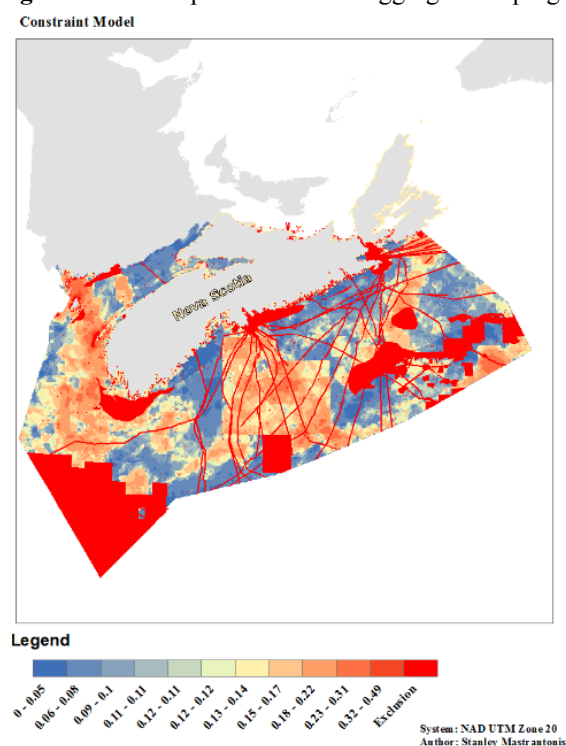 Constraint Model
Nova Scotia
Legend
0 - 0.05
0.06 - 0.08
0.09 - 0.1
0.11 - 0.11
0.12 - 0.11
0.12 - 0.12
0.13 - 0.14
0.15 - 0.17
0.18 - 0.22
0.23 - 0.31
0.32 - 0.49
Exclusion
System: NAD UTM Zone 20
Author: Stanley Mastrantonis